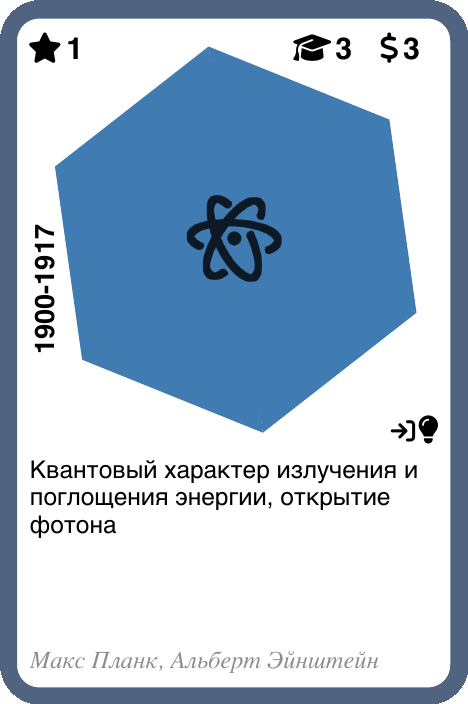 1
3
$3
1900-1917
Квантовый характер излучения и
поглощения энергии, открытие
фотона
Макс Планк, Альберт Эйнштейн